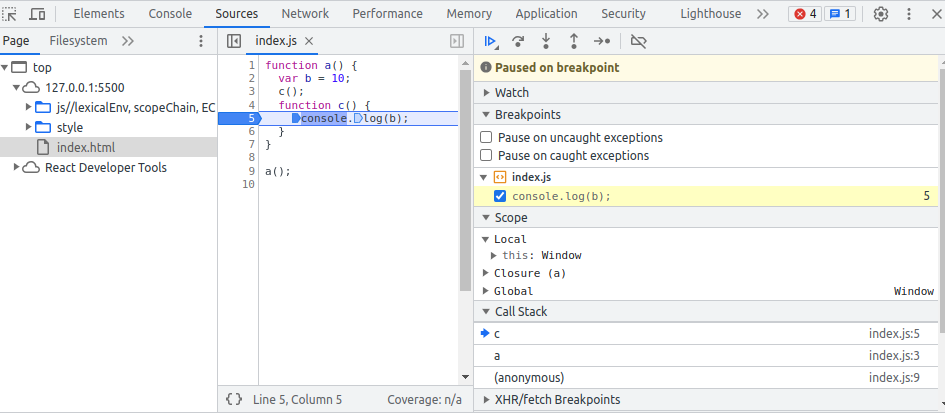 Elements Console Sources Network Performance Memory Application Security Lighthouse 4 1
Page Filesystem
top
127.0.0.1:5500
js//lexicalEnv, scopeChain, EC
style
index.html
React Developer Tools
index.js
1 function a() {
2 var b = 10;
3 c();
4 function c() {
5 console.log(b);
6 }
7 }
8
9 a();
10
{} Line 5, Column 5 Coverage: n/a
Paused on breakpoint
Watch
Breakpoints
Pause on uncaught exceptions
Pause on caught exceptions
index.js
console.log(b); 5
Scope
Local
this: Window
Closure (a)
Global Window
Call Stack
c index.js:5
a index.js:3
(anonymous) index.js:9
XHR/fetch Breakpoints